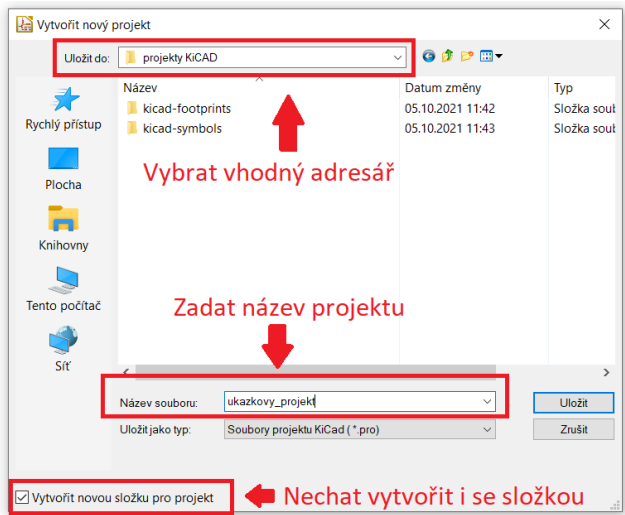 Vytvořit nový projekt
Uložit do: projekty KiCAD
Název Datum změny Typ
kicad-footprints 05.10.2021 11:42 Složka soub
kicad-symbols 05.10.2021 11:43 Složka soub
Rychlý přístup
Vybrat vhodný adresář
Plocha
Knihovny
Tento počítač
Zadat název projektu
Síť
Název souboru: ukazkovy_projekt Uložit
Uložit jako typ: Soubory projektu KiCad (*.pro) Zrušit
Vytvořit novou složku pro projekt Nechat vytvořit i se složkou